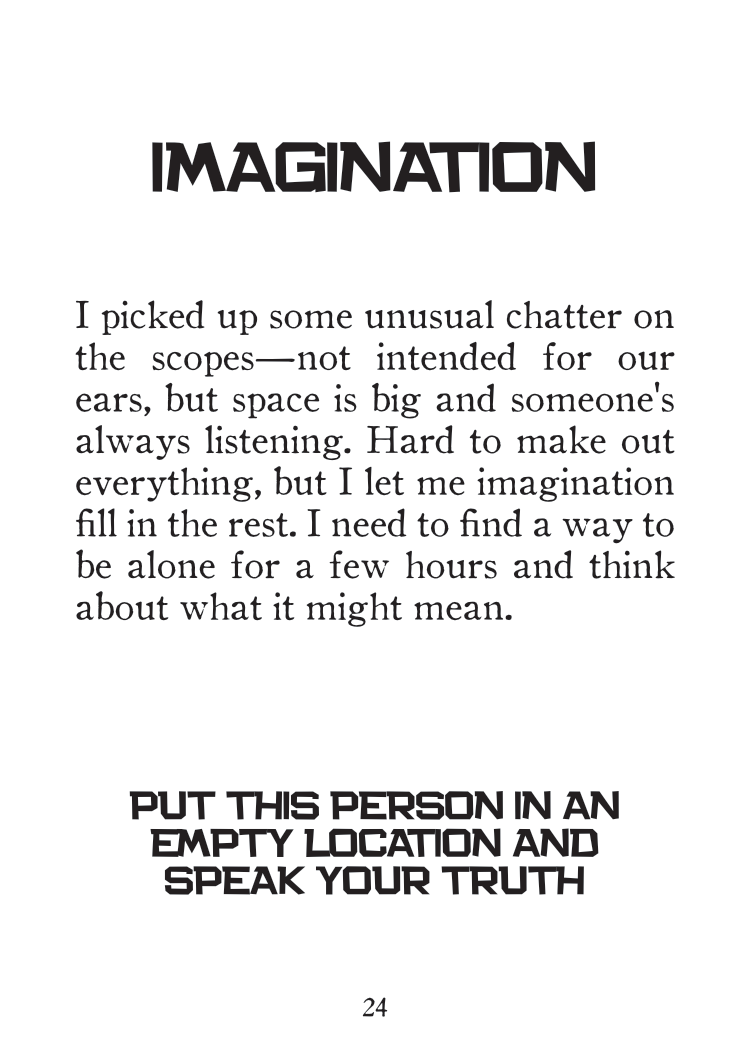 IMAGINATION
I picked up some unusual chatter on
the scopes—not intended for our
ears, but space is big and someone's
always listening. Hard to make out
everything, but I let me imagination
fill in the rest. I need to find a way to
be alone for a few hours and think
about what it might mean.
PUT THIS PERSON IN AN
EMPTY LOCATION AND
SPEAK YOUR TRUTH
24